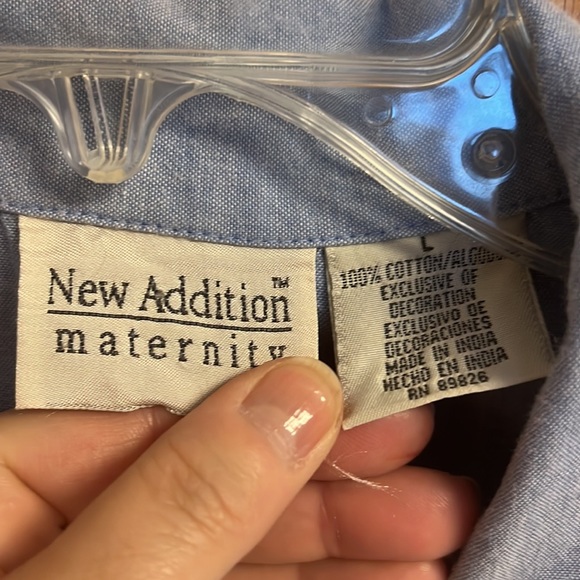 New Addition™
maternity
L
100% COTTON/ALGODON
EXCLUSIVE OF
DECORATION
EXCLUSIVO DE
DECORACIONES
MADE IN INDIA
HECHO EN INDIA
RN 89826